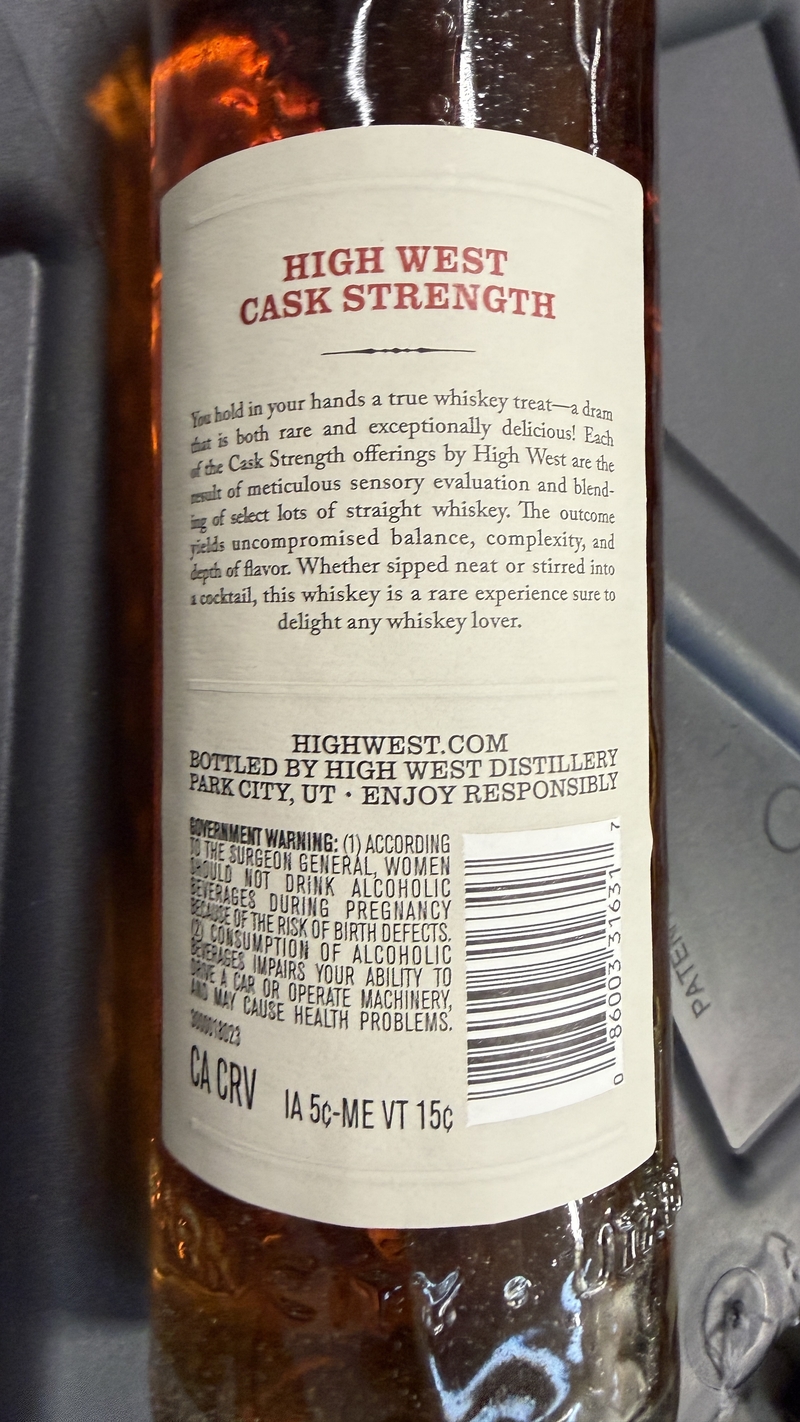 HIGH WEST
CASK STRENGTH
You hold in your hands a true whiskey treat—a dram
that is both rare and exceptionally delicious! Each
of the Cask Strength offerings by High West are the
result of meticulous sensory evaluation and blend-
ing of select lots of straight whiskey. The outcome
yields uncompromised balance, complexity, and
depth of flavor. Whether sipped neat or stirred into
a cocktail, this whiskey is a rare experience sure to
delight any whiskey lover.
HIGHWEST.COM
BOTTLED BY HIGH WEST DISTILLERY
PARK CITY, UT • ENJOY RESPONSIBLY
GOVERNMENT WARNING: (1) ACCORDING
TO THE SURGEON GENERAL, WOMEN
SHOULD NOT DRINK ALCOHOLIC
BEVERAGES DURING PREGNANCY
BECAUSE OF THE RISK OF BIRTH DEFECTS.
(2) CONSUMPTION OF ALCOHOLIC
BEVERAGES IMPAIRS YOUR ABILITY TO
DRIVE A CAR OR OPERATE MACHINERY,
AND MAY CAUSE HEALTH PROBLEMS.
3000018023
CA CRV IA 5¢-ME VT 15¢
0 86003 31631 7
PATEN